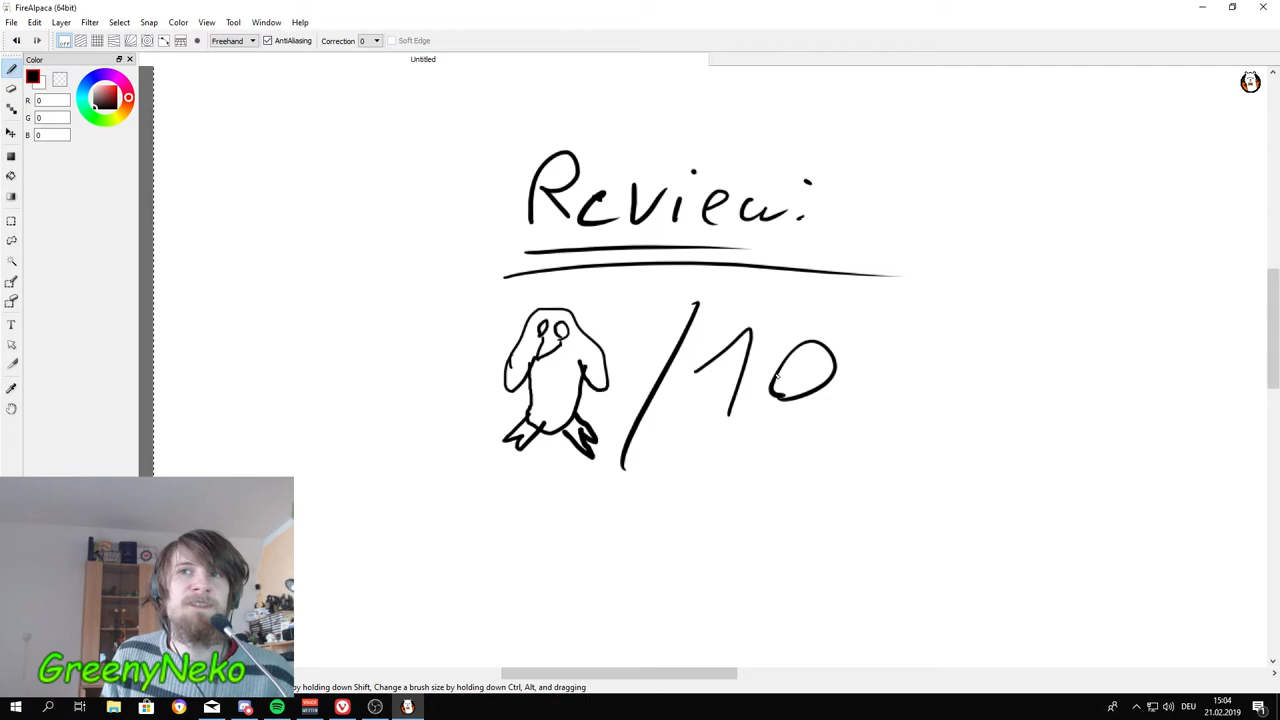 FireAlpaca (64bit)
File Edit Layer Filter Select Snap Color View Tool Window Help
off Freehand AntiAliasing Correction 0 Soft Edge
Color
Untitled
R 0
G 0
B 0
Review:
/10
GreenyNeko
by holding down Shift, Change a brush size by holding down Ctrl, Alt, and dragging
DEU
15:04
21.02.2019